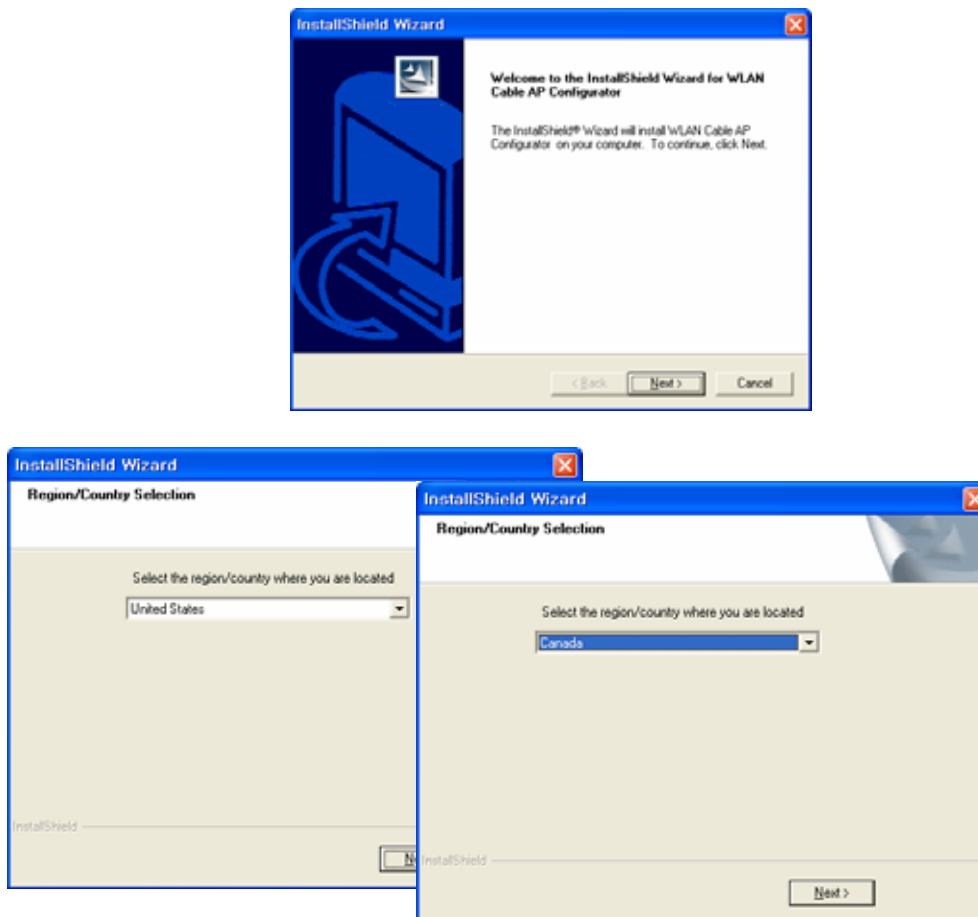 InstallShield Wizard
Welcome to the InstallShield Wizard for WLAN
Cable AP Configurator
The InstallShield® Wizard will install WLAN Cable AP
Configurator on your computer. To continue, click Next.
< Back
Next >
Cancel
InstallShield Wizard
Region/Country Selection
Select the region/country where you are located
United States
InstallShield
InstallShield Wizard
Region/Country Selection
Select the region/country where you are located
Canada
InstallShield
Next >